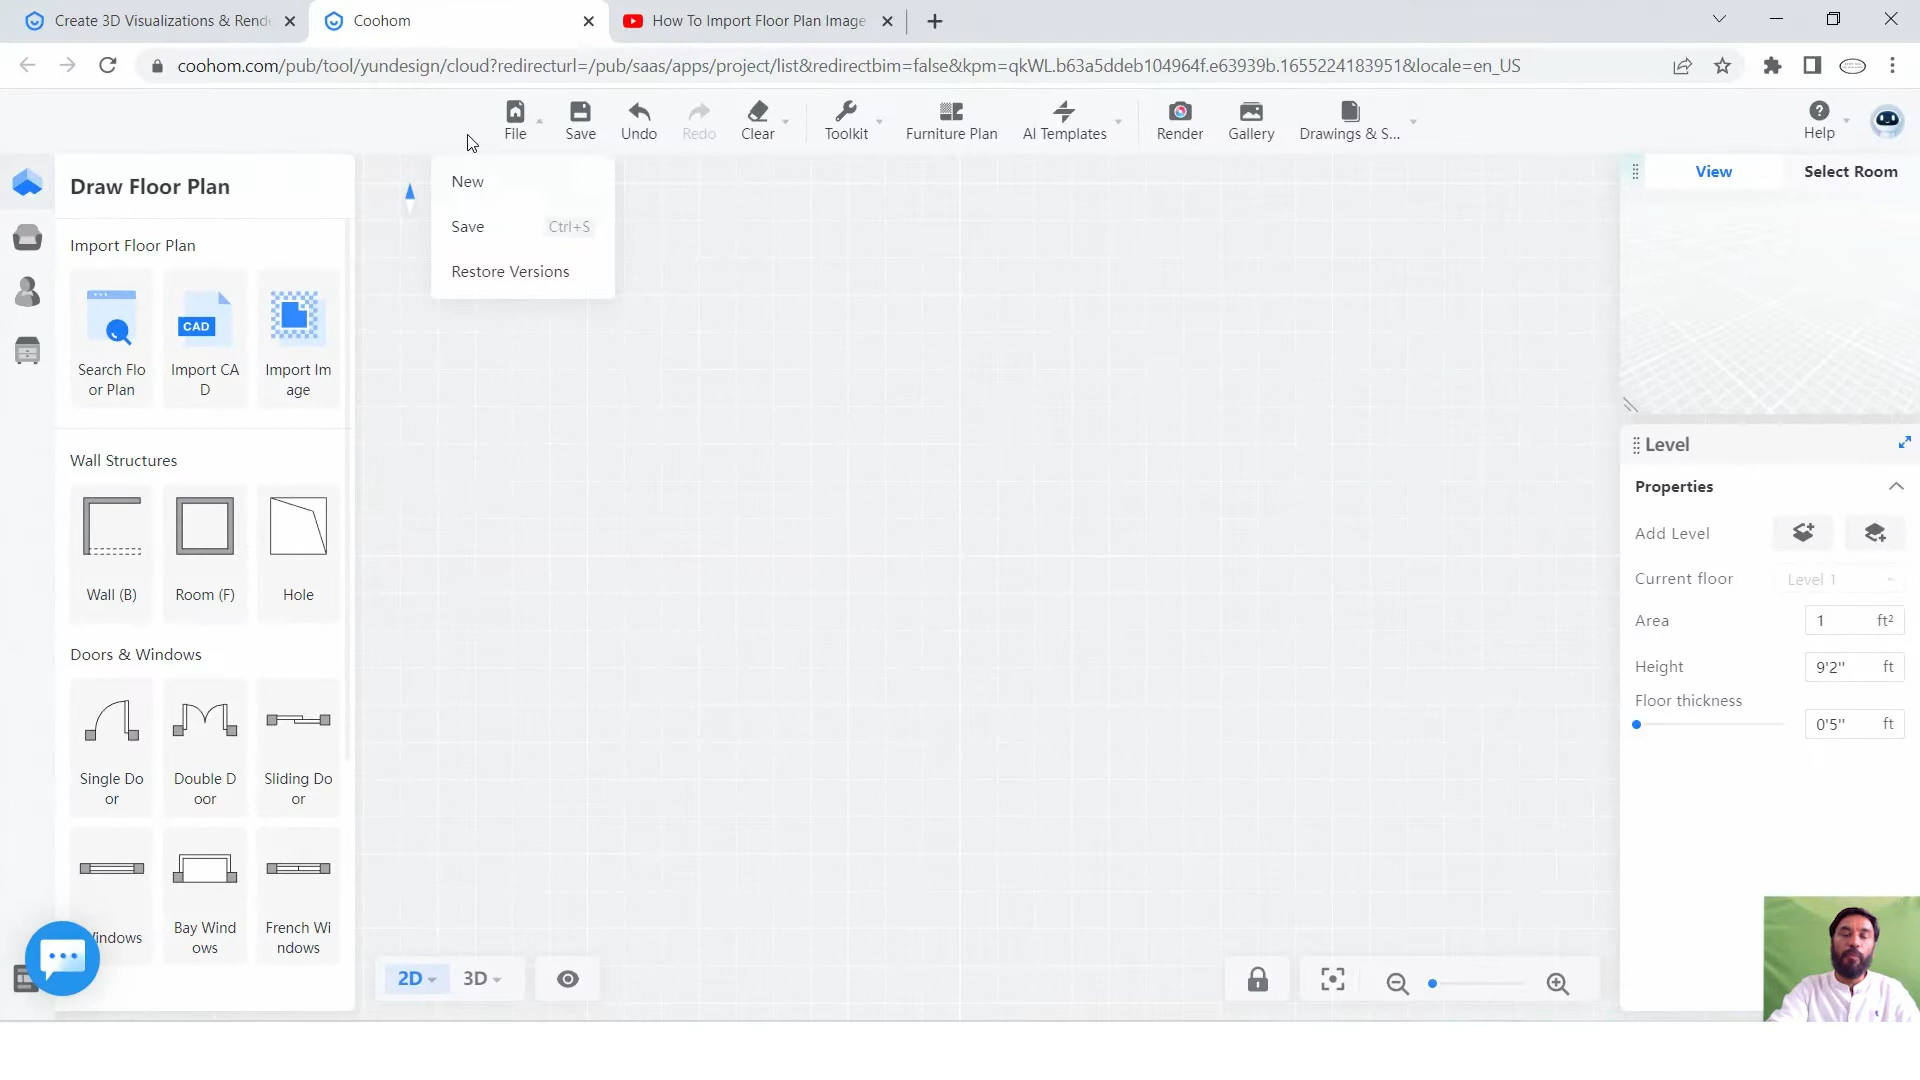 Create 3D Visualizations & Rende
Coohom
How To Import Floor Plan Image
coohom.com/pub/tool/yundesign/cloud?redirecturl=/pub/saas/apps/project/list&redirectbim=false&kpm=qkWL.b63a5ddeb104964f.e63939b.1655224183951&locale=en_US
File
Save
Undo
Redo
Clear
Toolkit
Furniture Plan
AI Templates
Render
Gallery
Drawings & S...
Help
New
Save Ctrl+S
Restore Versions
Draw Floor Plan
Import Floor Plan
CAD
Search Flo
or Plan
Import CA
D
Import Im
age
Wall Structures
Wall (B)
Room (F)
Hole
Doors & Windows
Single Do
or
Double D
oor
Sliding Do
or
indows
Bay Wind
ows
French Wi
ndows
2D
3D
View
Select Room
Level
Properties
Add Level
Current floor Level 1
Area 1 ft²
Height 9'2'' ft
Floor thickness
0'5'' ft